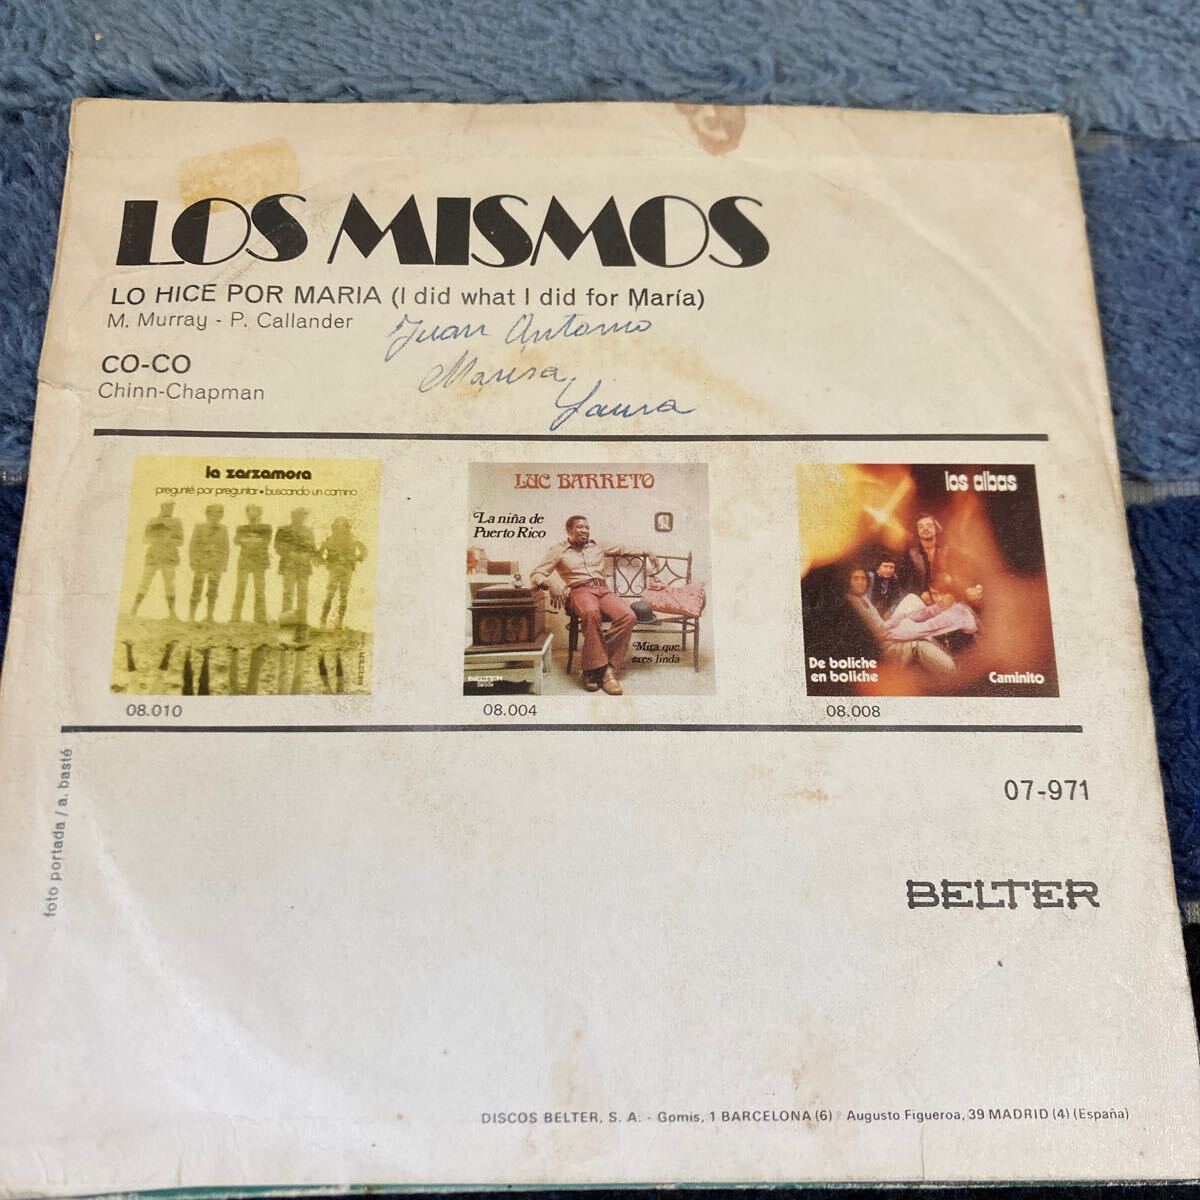 LOS MISMOS
LO HICE POR MARIA (I did what I did for María)
M. Murray - P. Callander
Juan Antonio
CO-CO
Marisa
Chinn-Chapman
Laura
la zarzamora
pregunté por preguntar • buscando un camino
BELTER
08.010
LUC BARRETO
La niña de
Puerto Rico
Mira que
eres linda
BELTER
08.004
los albas
De boliche
en boliche
Caminito
08.008
foto portada / a. basté
07-971
BELTER
DISCOS BELTER, S. A. - Gomis, 1 BARCELONA (6) - Augusto Figueroa, 39 MADRID (4) (España)